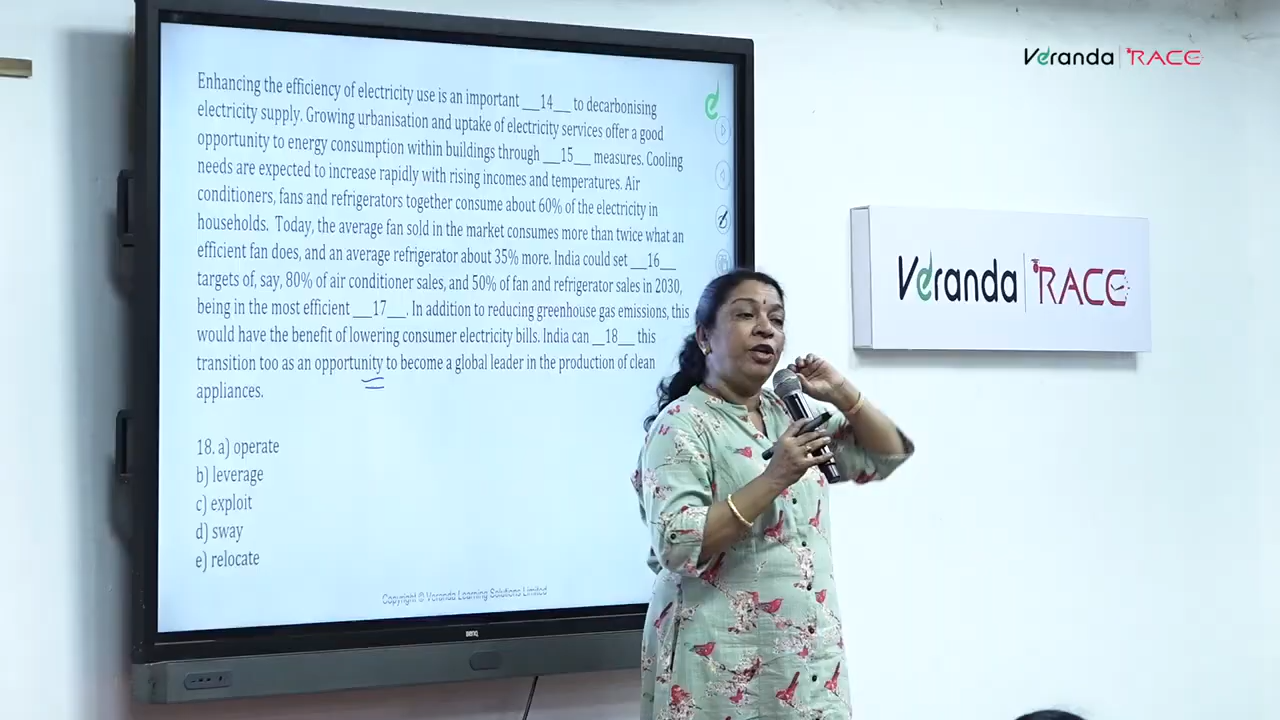 Veranda RACE
Enhancing the efficiency of electricity use is an important ___14___ to decarbonising
electricity supply. Growing urbanisation and uptake of electricity services offer a good
opportunity to energy consumption within buildings through ___15___ measures. Cooling
needs are expected to increase rapidly with rising incomes and temperatures. Air
conditioners, fans and refrigerators together consume about 60% of the electricity in
households. Today, the average fan sold in the market consumes more than twice what an
efficient fan does, and an average refrigerator about 35% more. India could set ___16___
targets of, say, 80% of air conditioner sales, and 50% of fan and refrigerator sales in 2030,
being in the most efficient ___17___. In addition to reducing greenhouse gas emissions, this
would have the benefit of lowering consumer electricity bills. India can __18___ this
transition too as an opportunity to become a global leader in the production of clean
appliances.
18. a) operate
b) leverage
c) exploit
d) sway
e) relocate
Copyright © Veranda Learning Solutions Limited
BenQ
Veranda RACE